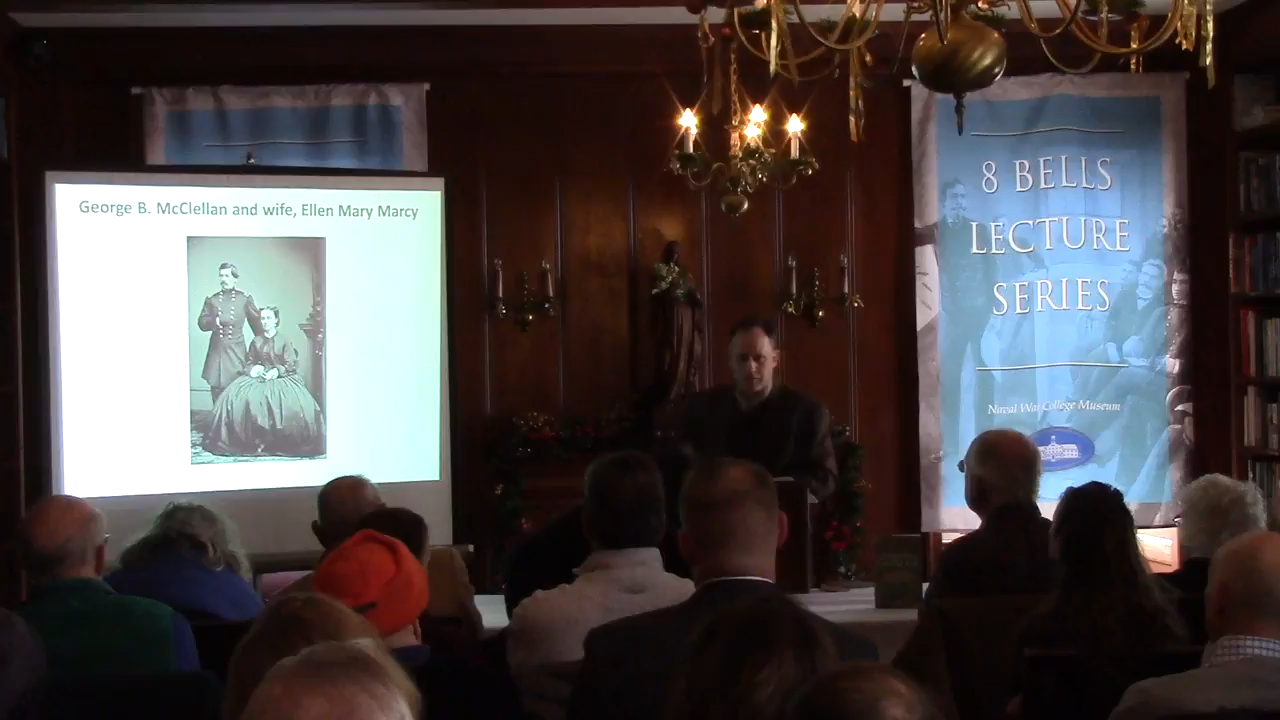 George B. McClellan and wife, Ellen Mary Marcy
8 BELLS
LECTURE
SERIES
Naval War College Museum